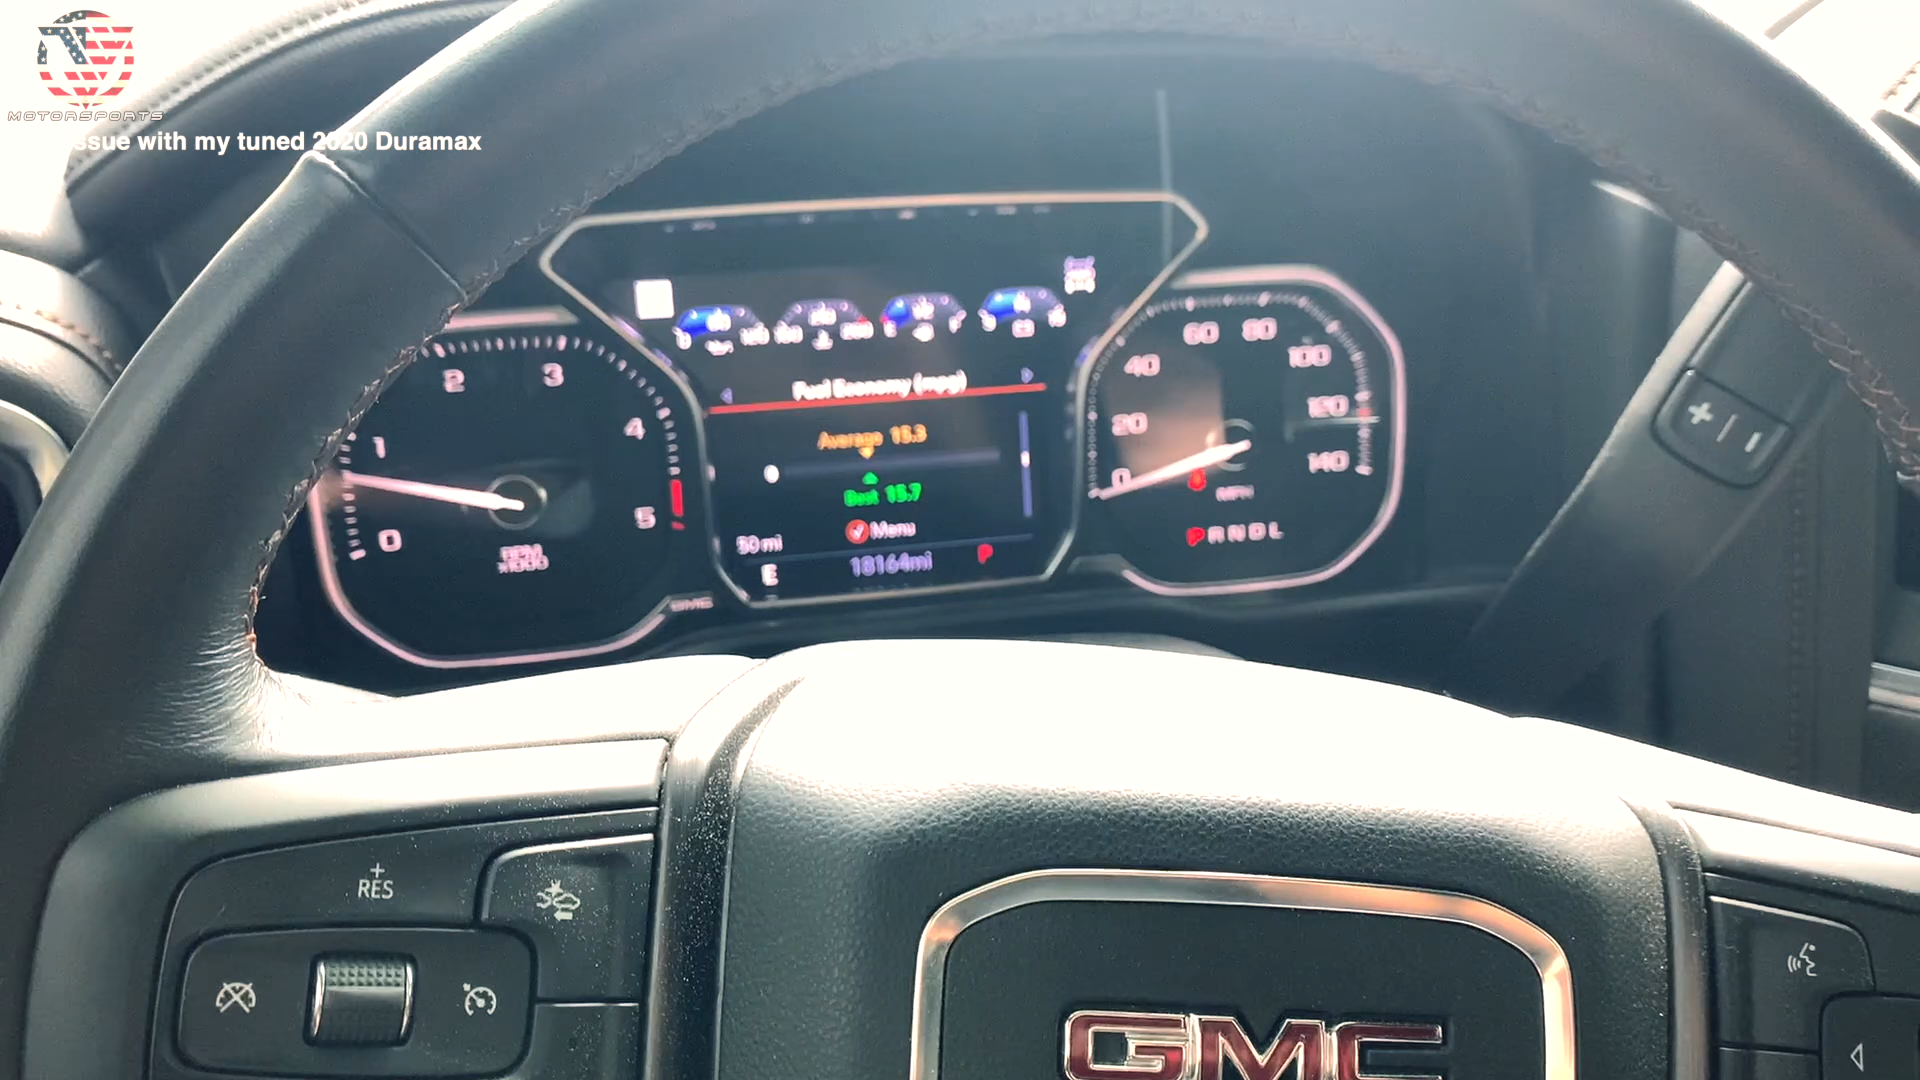 MOTORSPORTS
ssue with my tuned 2020 Duramax
Fuel Economy (mpg)
Average 15.3
0
Best 15.7
Menu
50 mi
E
18164mi
P
0
1
2
3
4
5
RPM
x1000
GMC
0
20
40
60
80
100
120
140
MPH
PRNDL
+
RES
+ | -
GMC